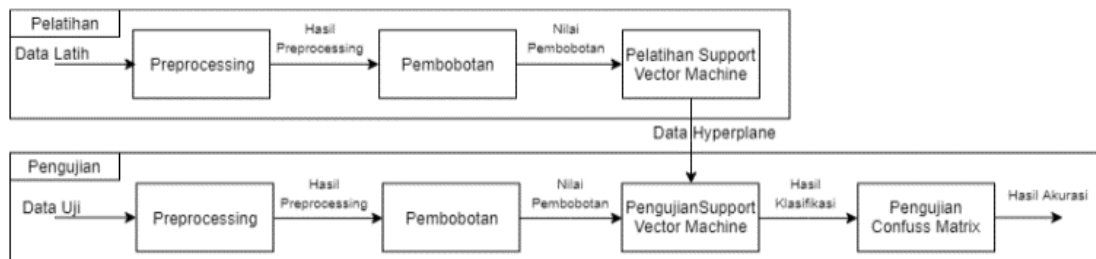 Pelatihan
Data Latih
Preprocessing
Hasil
Preprocessing
Pembobotan
Nilai
Pembobotan
Pelatihan Support
Vector Machine
Data Hyperplane
Pengujian
Data Uji
Preprocessing
Hasil
Preprocessing
Pembobotan
Nilai
Pembobotan
PengujianSupport
Vector Machine
Hasil
Klasifikasi
Pengujian
Confuss Matrix
Hasil Akurasi